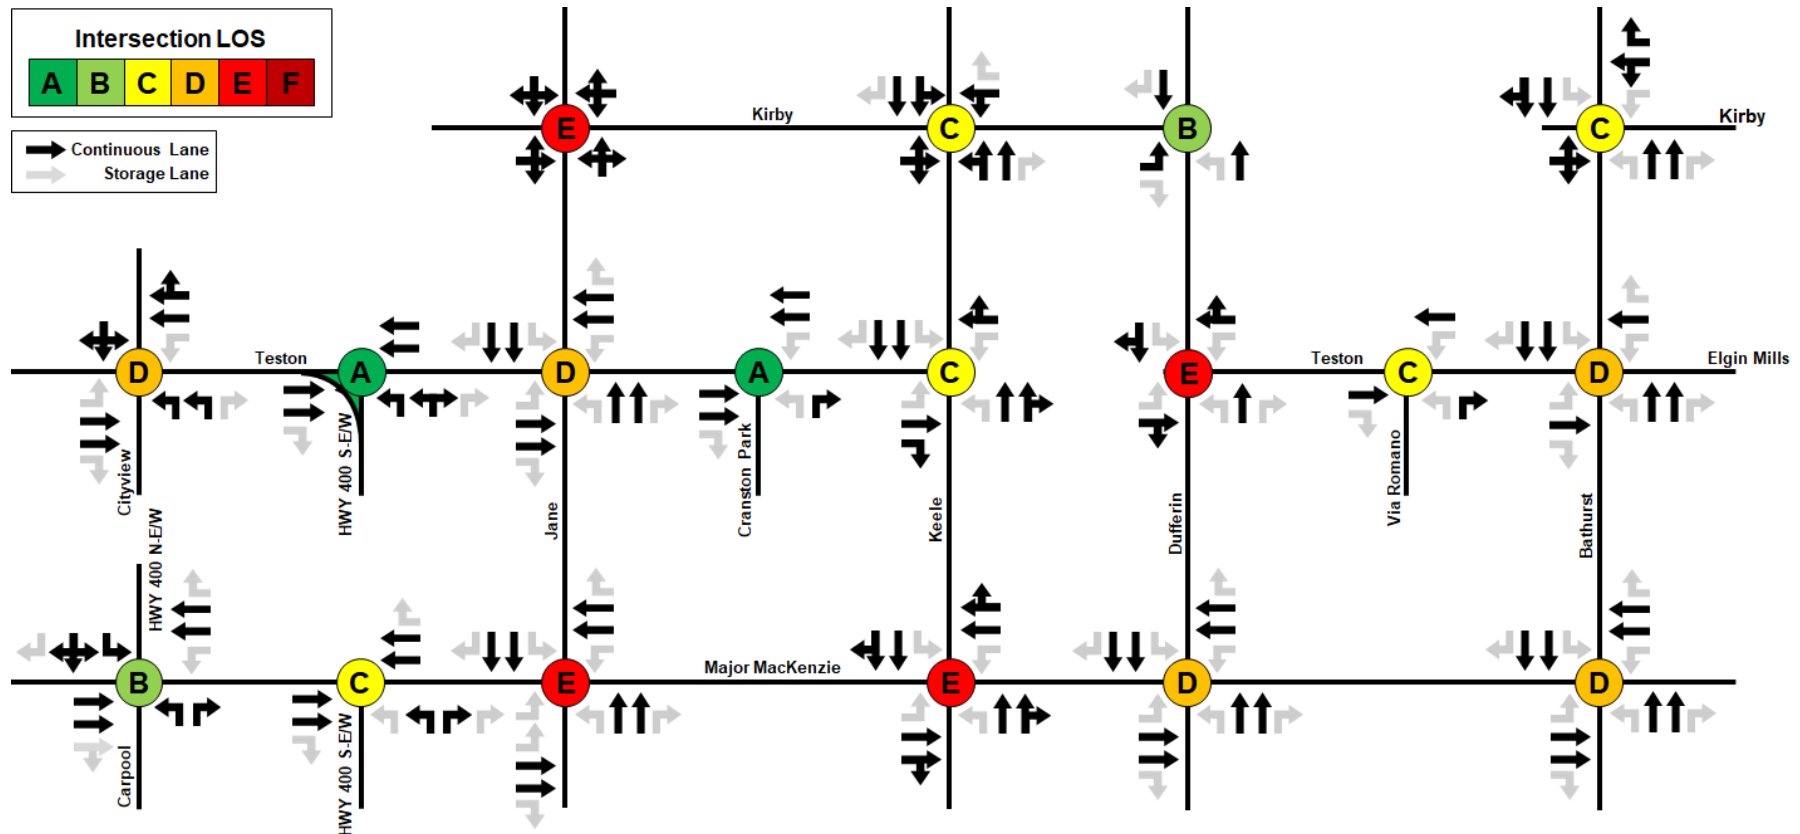 Intersection LOS
A B C D E F
Continuous Lane
Storage Lane
E
Kirby
C
B
C
Kirby
D
Teston
A
D
A
C
E
Teston
C
D
Elgin Mills
Cityview
HWY 400 S-E/W
Jane
Cranston Park
Keele
Dufferin
Via Romano
Bathurst
HWY 400 N-E/W
B
C
E
Major MacKenzie
E
D
D
Carpool
HWY 400 S-E/W